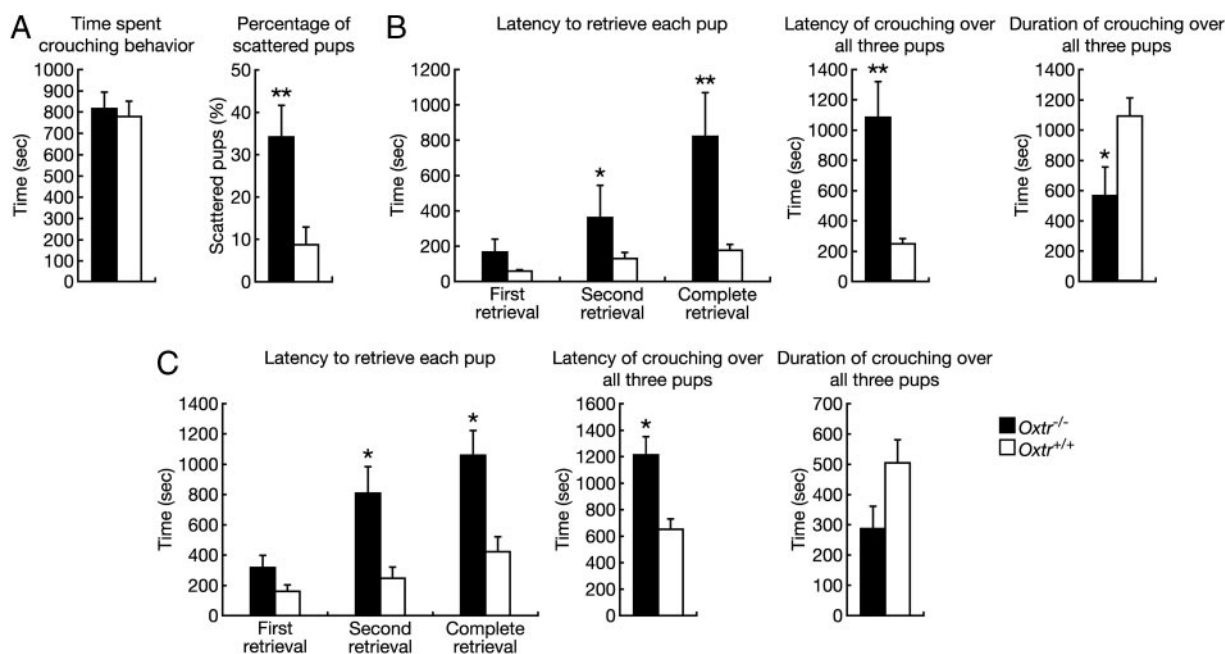 A
Time spent
crouching behavior
Time (sec)
1000
900
800
700
600
500
400
300
200
100
0
Percentage of
scattered pups
Scattered pups (%)
50
40
30
20
10
0
**
B
Latency to retrieve each pup
Time (sec)
1200
1000
800
600
400
200
0
*
**
First
retrieval
Second
retrieval
Complete
retrieval
Latency of crouching over
all three pups
Time (sec)
1400
1200
1000
800
600
400
200
0
**
Duration of crouching over
all three pups
Time (sec)
1400
1200
1000
800
600
400
200
0
*
C
Latency to retrieve each pup
Time (sec)
1400
1200
1000
800
600
400
200
0
*
*
First
retrieval
Second
retrieval
Complete
retrieval
Latency of crouching over
all three pups
Time (sec)
1600
1400
1200
1000
800
600
400
200
0
*
Duration of crouching over
all three pups
Time (sec)
700
600
500
400
300
200
100
0
Oxtr-/-
Oxtr+/+